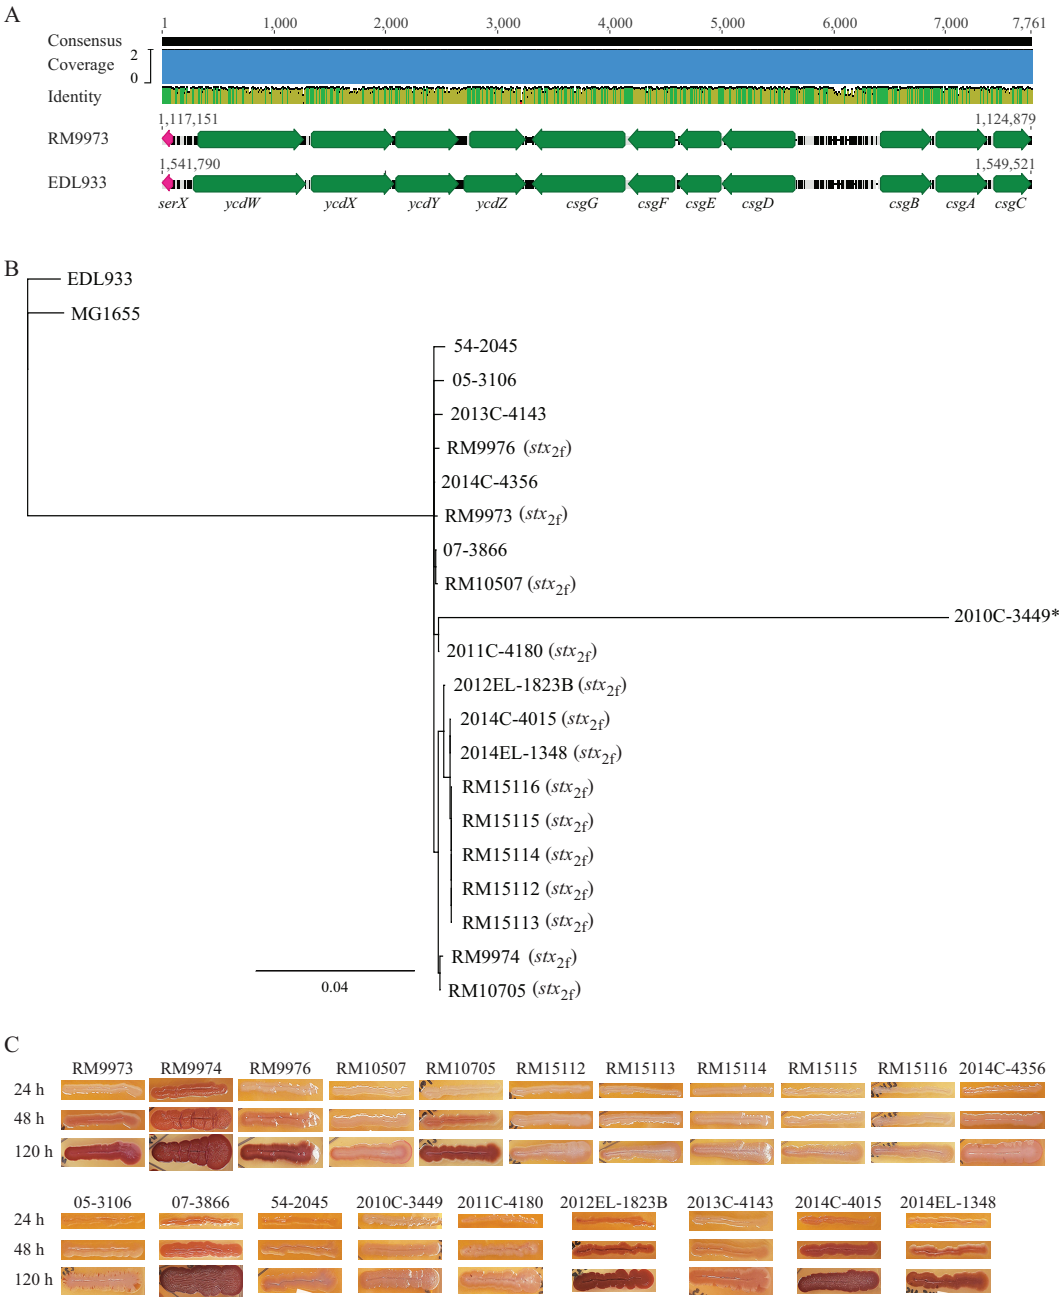 A
1 1,000 2,000 3,000 4,000 5,000 6,000 7,000 7,761
Consensus
Coverage 2
0
Identity
1,117,151 1,124,879
RM9973
1,541,790 1,549,521
EDL933
serX ycdW ycdX ycdY ycdZ csgG csgF csgE csgD csgB csgA csgC
B
EDL933
MG1655
54-2045
05-3106
2013C-4143
RM9976 (stx2f)
2014C-4356
RM9973 (stx2f)
07-3866
RM10507 (stx2f)
2010C-3449*
2011C-4180 (stx2f)
2012EL-1823B (stx2f)
2014C-4015 (stx2f)
2014EL-1348 (stx2f)
RM15116 (stx2f)
RM15115 (stx2f)
RM15114 (stx2f)
RM15112 (stx2f)
RM15113 (stx2f)
RM9974 (stx2f)
0.04
RM10705 (stx2f)
C
RM9973 RM9974 RM9976 RM10507 RM10705 RM15112 RM15113 RM15114 RM15115 RM15116 2014C-4356
24 h
48 h
120 h
05-3106 07-3866 54-2045 2010C-3449 2011C-4180 2012EL-1823B 2013C-4143 2014C-4015 2014EL-1348
24 h
48 h
120 h